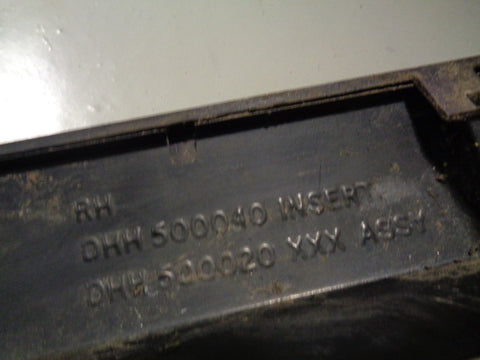 RH
DHH 500040 INSERT
DHH 500020 XXX ASSY